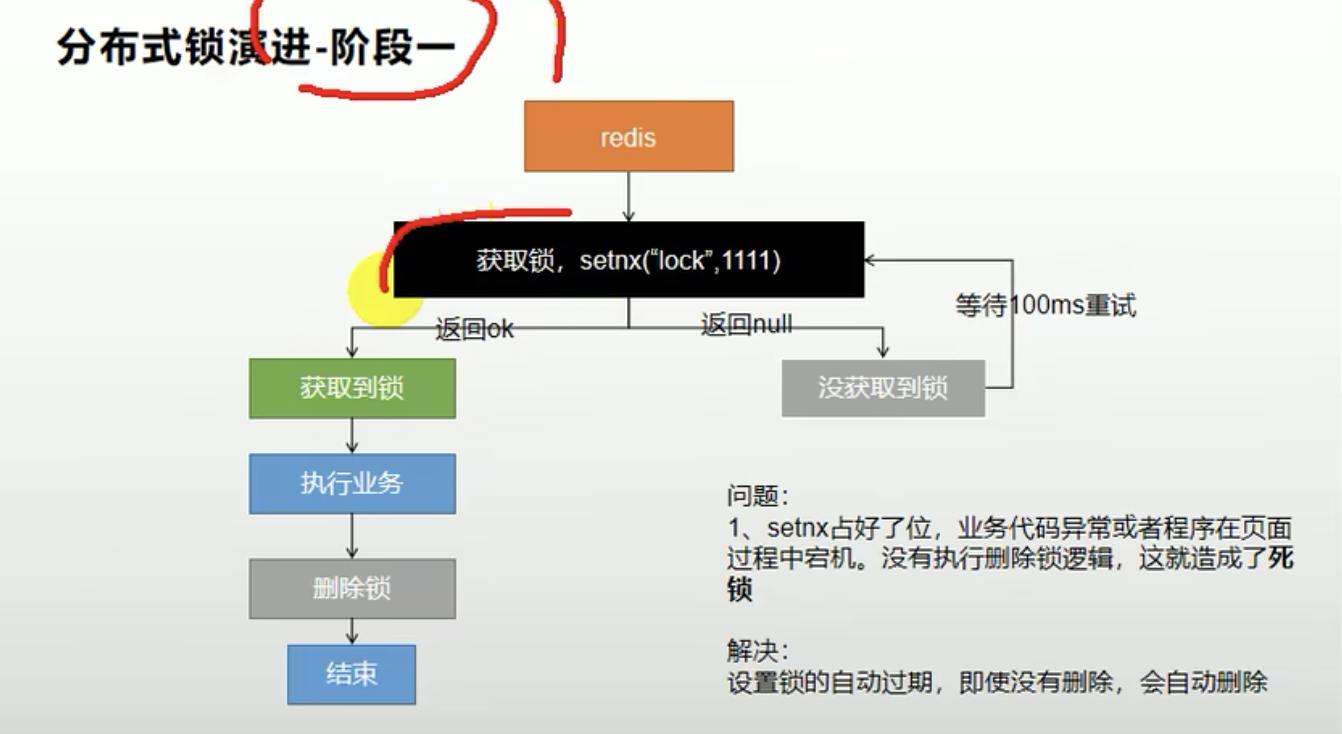 分布式锁演进-阶段一
redis
获取锁，setnx(“lock”,1111)
等待100ms重试
返回ok
返回null
获取到锁
没获取到锁
执行业务
删除锁
结束
问题：
1、setnx占好了位，业务代码异常或者程序在页面
过程中宕机。没有执行删除锁逻辑，这就造成了死
锁
解决：
设置锁的自动过期，即使没有删除，会自动删除